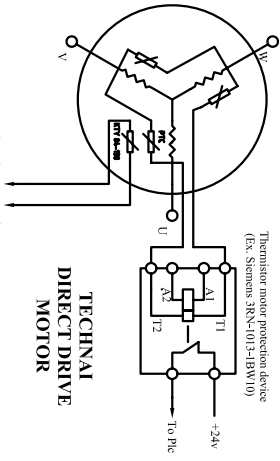 Thermistor motor protection device
(Ex. Siemens 3RN-1013-1BW10)
W
V
U
PTC
KTY 84-130
T1
A1
A2
T2
+24v
To Plc
TECHNAI
DIRECT DRIVE
MOTOR